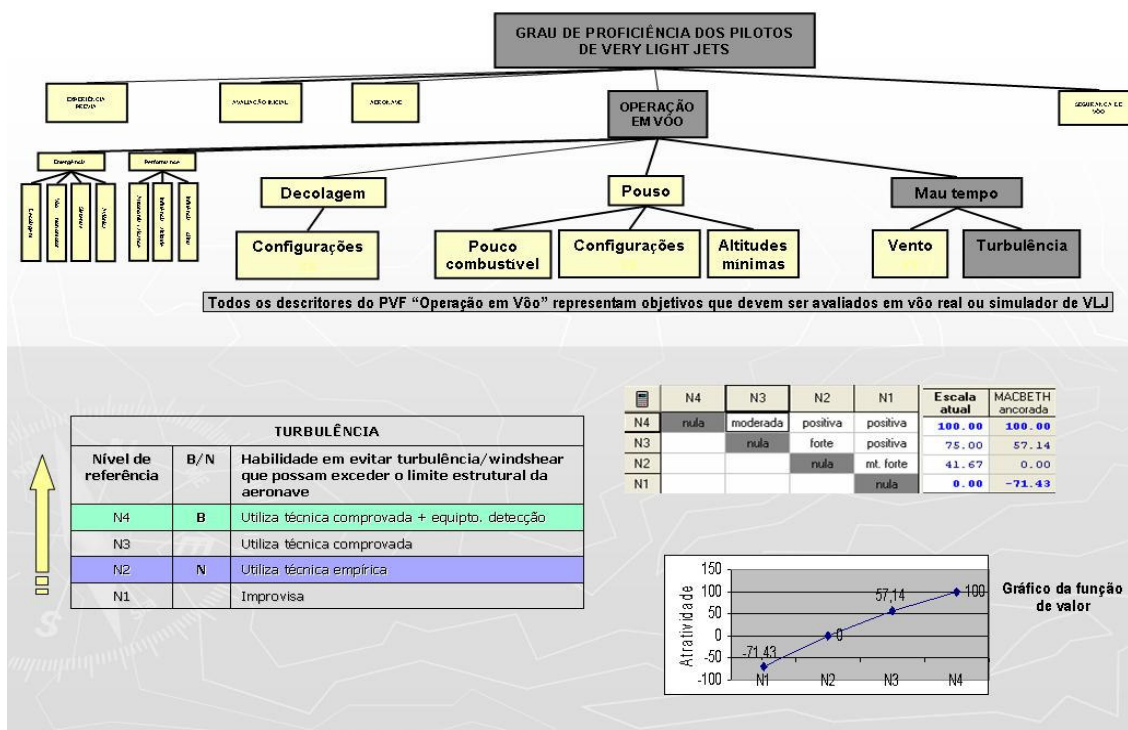 GRAU DE PROFICIÊNCIA DOS PILOTOS
DE VERY LIGHT JETS
AVALIAÇÃO INICIAL
AERONAVE
OPERAÇÃO
EM VÔO
Emergência
Performance
Decolagem
Pouso
Mau tempo
Configurações
Pouco
combustível
Configurações
Altitudes
mínimas
Vento
Turbulência
Todos os descritores do PVF “Operação em Vôo” representam objetivos que devem ser avaliados em vôo real ou simulador de VLJ
TURBULÊNCIA
Nível de
referência
B/N
Habilidade em evitar turbulência/windshear
que possam exceder o limite estrutural da
aeronave
N4 B Utiliza técnica comprovada + equipto. detecção
N3 Utiliza técnica comprovada
N2 N Utiliza técnica empírica
N1 Improvisa
N4 N3 N2 N1 Escala
atual
MACBETH
ancorada
N4 nula moderada positiva positiva 100.00 100.00
N3 nula forte positiva 75.00 57.14
N2 nula mt. forte 41.67 0.00
N1 nula 0.00 -71.43
Atratividade
150
100
50
0
-50
-100
-71,43
0
57,14
100
N1 N2 N3 N4
Gráfico da função
de valor